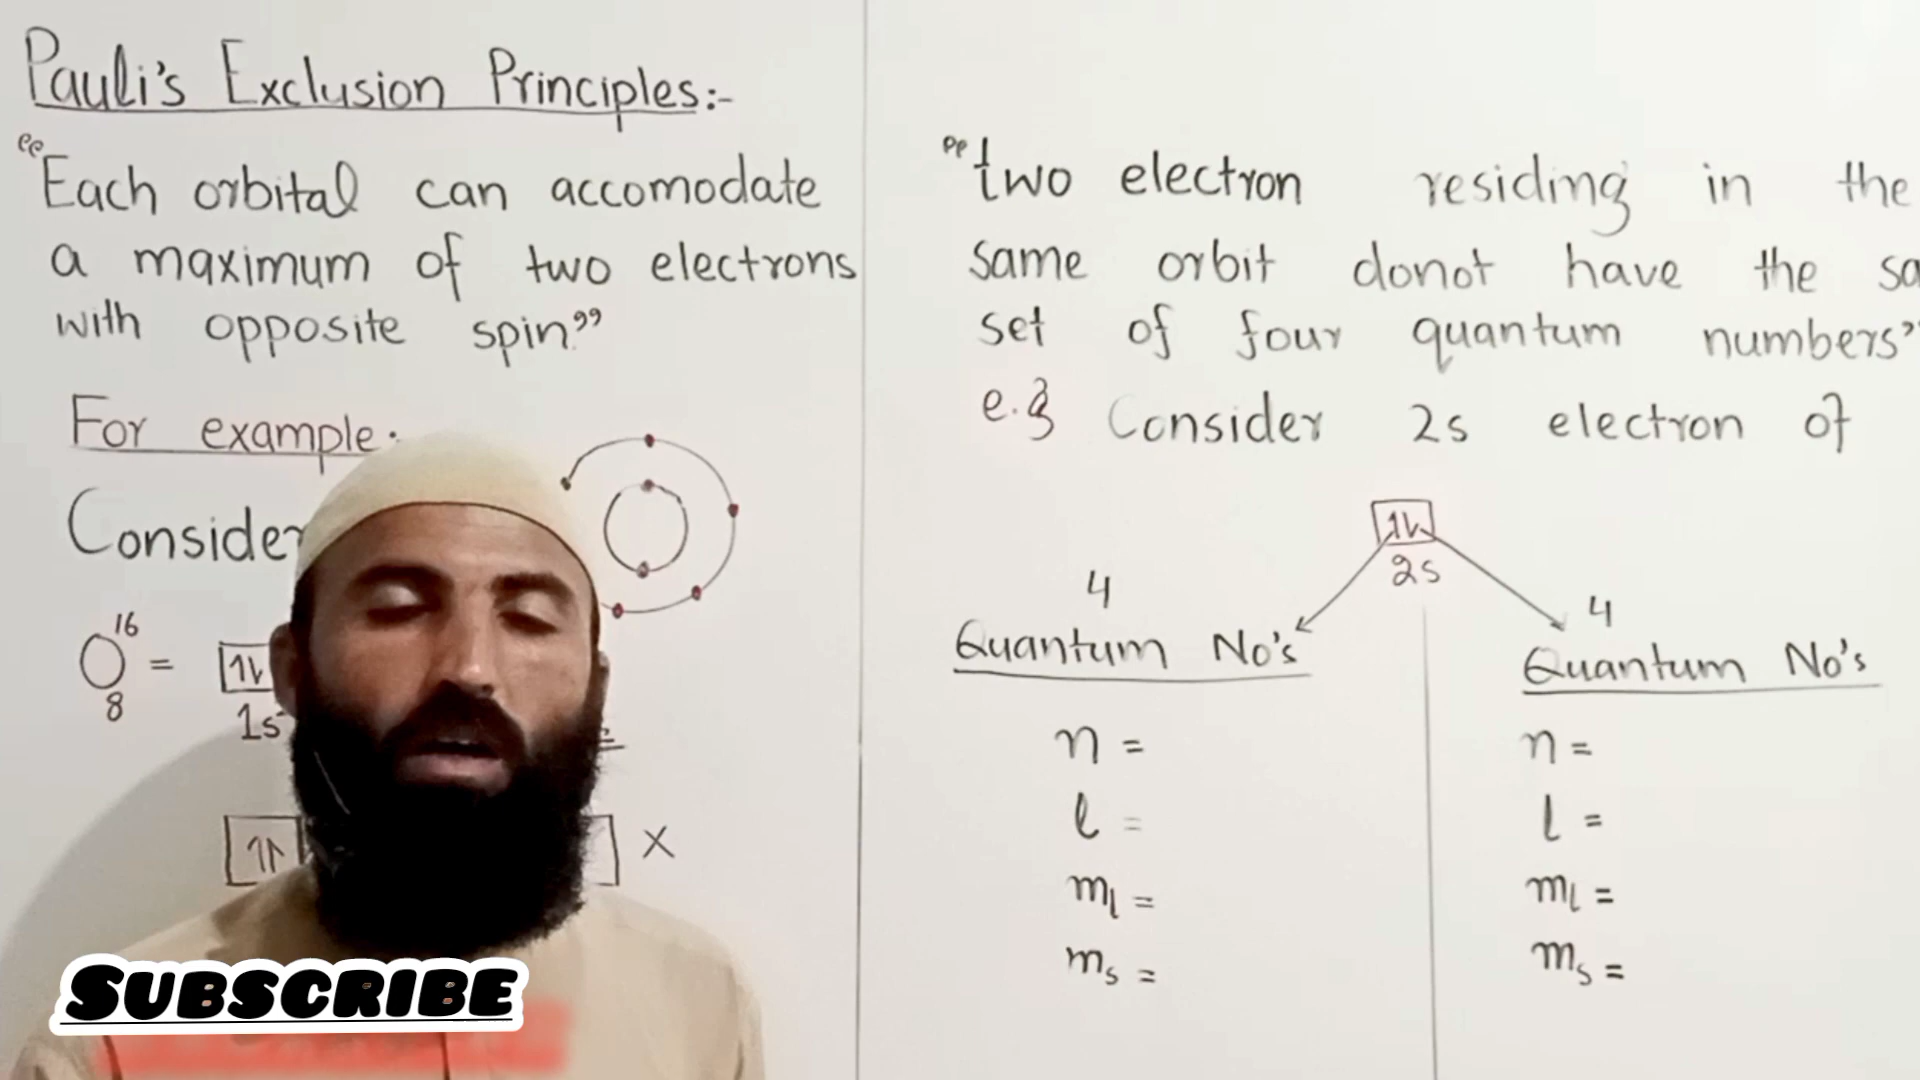 Pauli's Exclusion Principles:-
"Each orbital can accomodate
a maximum of two electrons
with opposite spin."
For example:
Consider
O 16 8 = 1↿⇂
1s
↿↾ X
"two electron residing in the
same orbit donot have the sa
set of four quantum numbers"
e.g Consider 2s electron of
↿⇂
2s
4
Quantum No's
n =
l =
ml =
ms =
4
Quantum No's
n =
l =
ml =
ms =
SUBSCRIBE